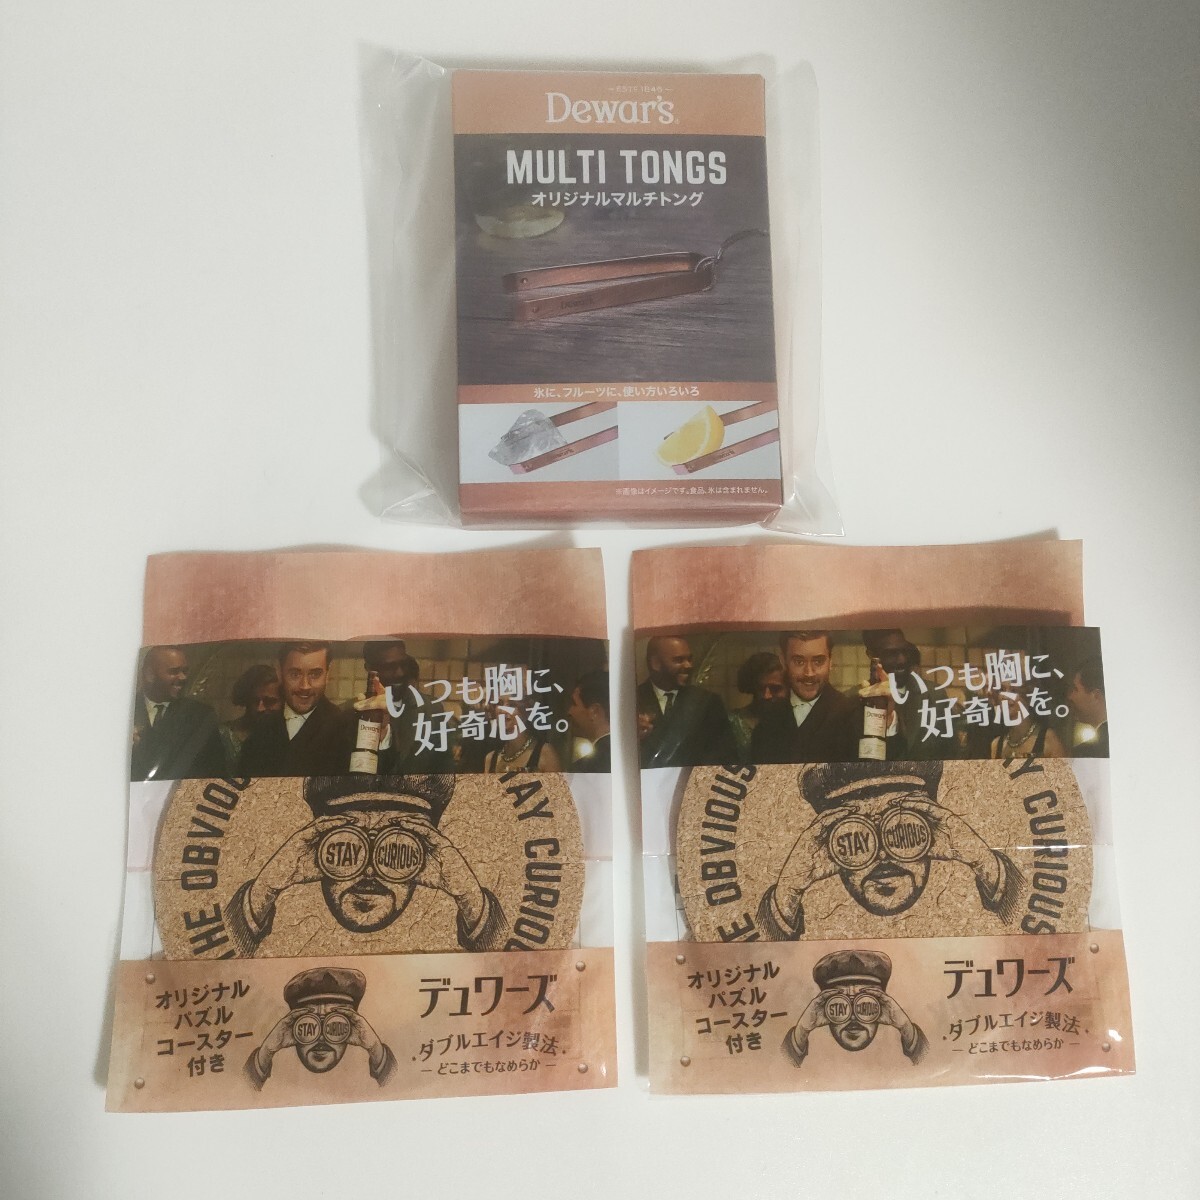 ESTD 1846
Dewar's
MULTI TONGS
オリジナルマルチトング
Dewar's
氷に、フルーツに、使い方いろいろ
※画像はイメージです。食品、氷は含まれません。
いつも胸に、
好奇心を。
Dewar's
THE OBVIOUS
STAY CURIOUS
STAY CURIOUS
オリジナル
パズル
コースター
付き
STAY CURIOUS
デュワーズ
ダブルエイジ製法
どこまでもなめらか
いつも胸に、
好奇心を。
Dewar's
THE OBVIOUS
STAY CURIOUS
STAY CURIOUS
オリジナル
パズル
コースター
付き
STAY CURIOUS
デュワーズ
ダブルエイジ製法
どこまでもなめらか